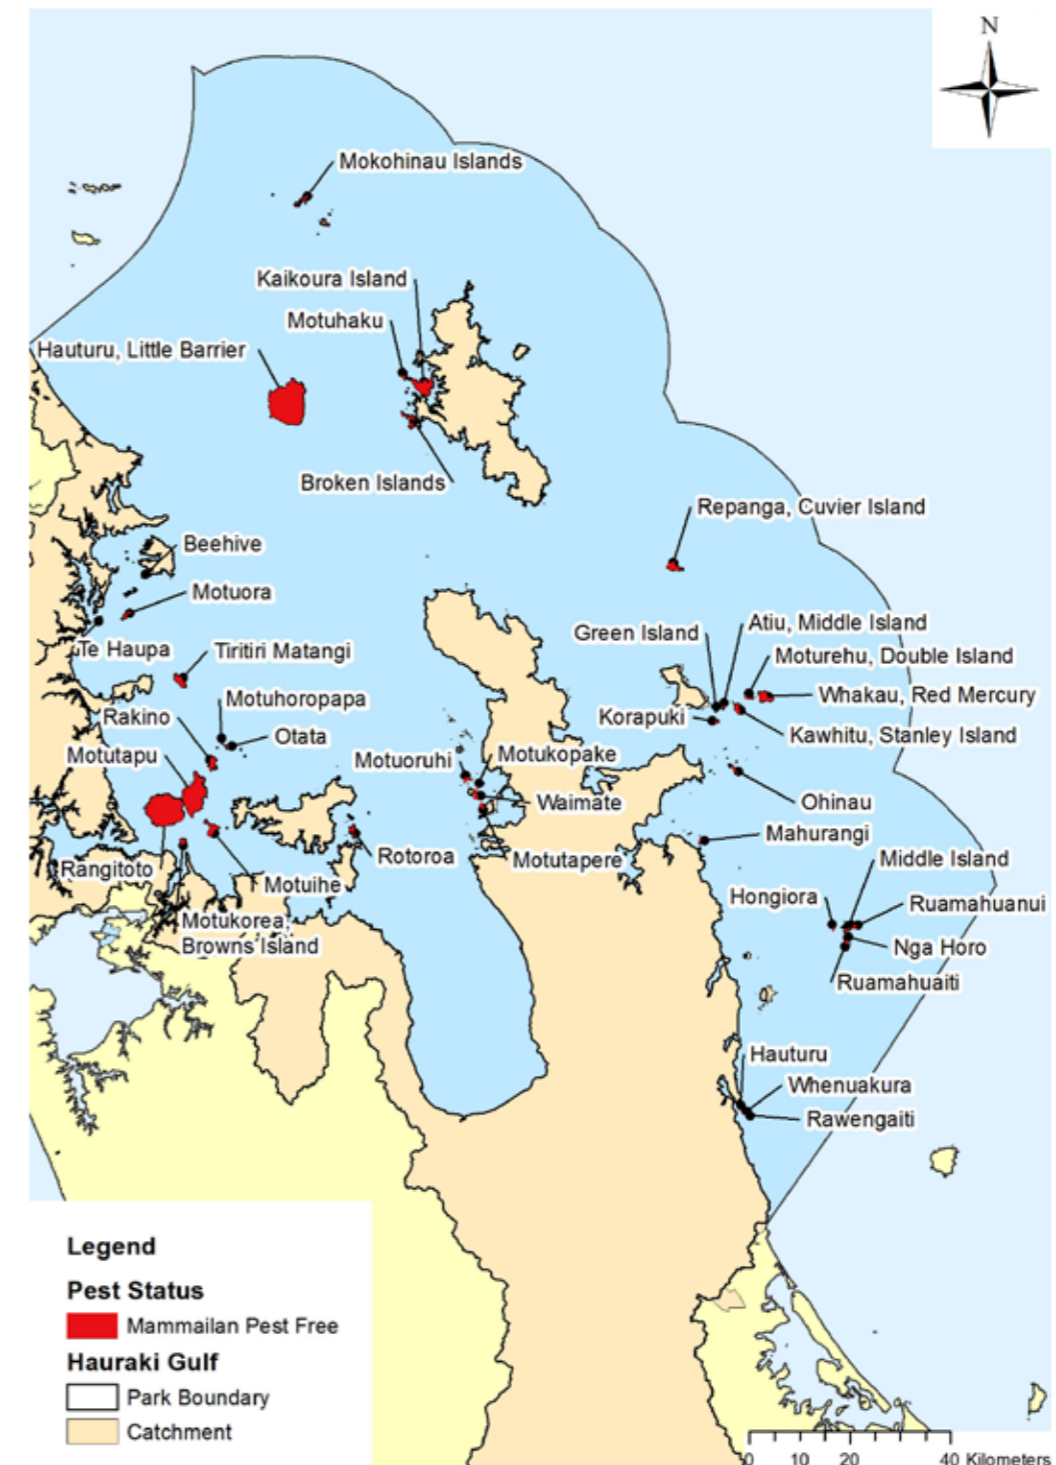 N
Mokohinau Islands
Kaikoura Island
Motuhaku
Hauturu, Little Barrier
Broken Islands
Repanga, Cuvier Island
Beehive
Motuora
Te Haupa
Tiritiri Matangi
Green Island
Atiu, Middle Island
Moturehu, Double Island
Whakau, Red Mercury
Korapuki
Kawhitu, Stanley Island
Motuhoropapa
Rakino
Otata
Motutapu
Motuoruhi
Motukopake
Waimate
Ohinau
Mahurangi
Rotoroa
Motutapere
Rangitoto
Motuihe
Motukorea,
Browns Island
Middle Island
Hongiora
Ruamahuanui
Nga Horo
Ruamahuaiti
Hauturu
Whenuakura
Rawengaiti
Legend
Pest Status
Mammailan Pest Free
Hauraki Gulf
Park Boundary
Catchment
0 10 20 40 Kilometers